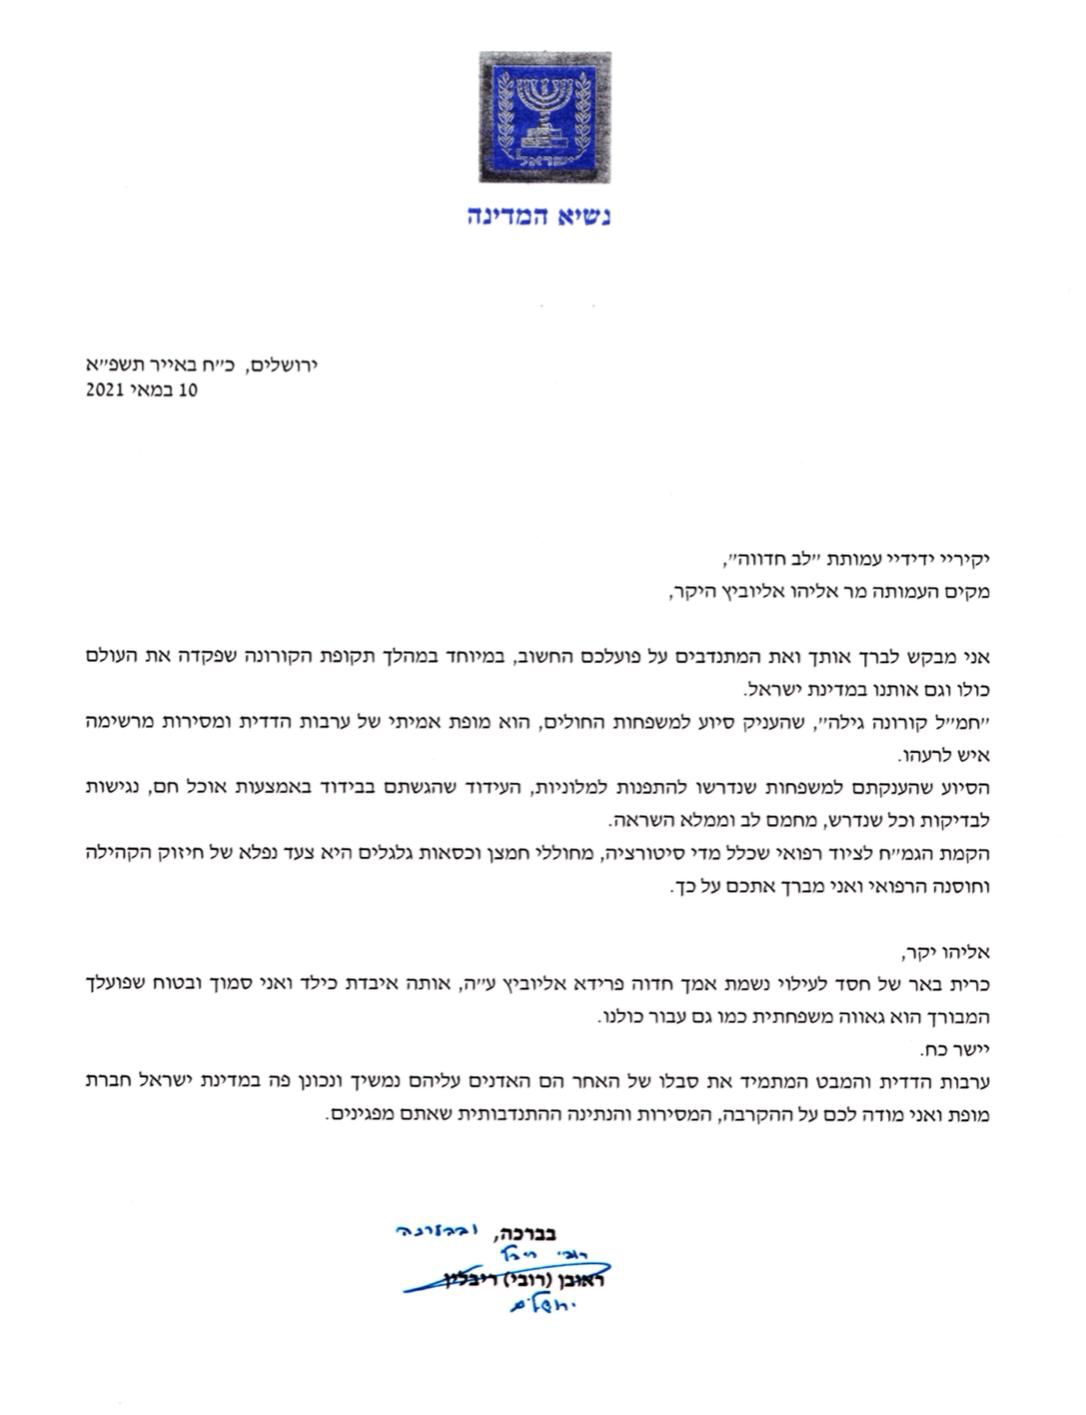 ישראל
נשיא המדינה
ירושלים, כ״ח באייר תשפ״א
10 במאי 2021
יקיריי ידידיי עמותת ״לב חדווה״,
מקים העמותה מר אליהו אליוביץ היקר,
אני מבקש לברך אותך ואת המתנדבים על פועלכם החשוב, במיוחד במהלך תקופת הקורונה שפקדה את העולם
כולו וגם אותנו במדינת ישראל.
״חמ״ל קורונה גילה״, שהעניק סיוע למשפחות החולים, הוא מופת אמיתי של ערבות הדדית ומסירות מרשימה
איש לרעהו.
הסיוע שהענקתם למשפחות שנדרשו להתפנות למלוניות, העידוד שהגשתם בבידוד באמצעות אוכל חם, נגישות
לבדיקות וכל שנדרש, מחמם לב וממלא השראה.
הקמת הגמ״ח לציוד רפואי שכלל מדי סיטורציה, מחוללי חמצן וכסאות גלגלים היא צעד נפלא של חיזוק הקהילה
וחוסנה הרפואי ואני מברך אתכם על כך.
אליהו יקר,
כרית באר של חסד לעילוי נשמת אמך חדוה פרידא אליוביץ ע״ה, אותה איבדת כילד ואני סמוך ובטוח שפועלך
המבורך הוא גאווה משפחתית כמו גם עבור כולנו.
יישר כח.
ערבות הדדית והמבט המתמיד את סבלו של האחר הם האדנים עליהם נמשיך ונכונן פה במדינת ישראל חברת
מופת ואני מודה לכם על ההקרבה, המסירות והנתינה ההתנדבותית שאתם מפגינים.
בברכה, ובהערכה
רובי ריבלין
ראובן (רובי) ריבלין
ירושלים